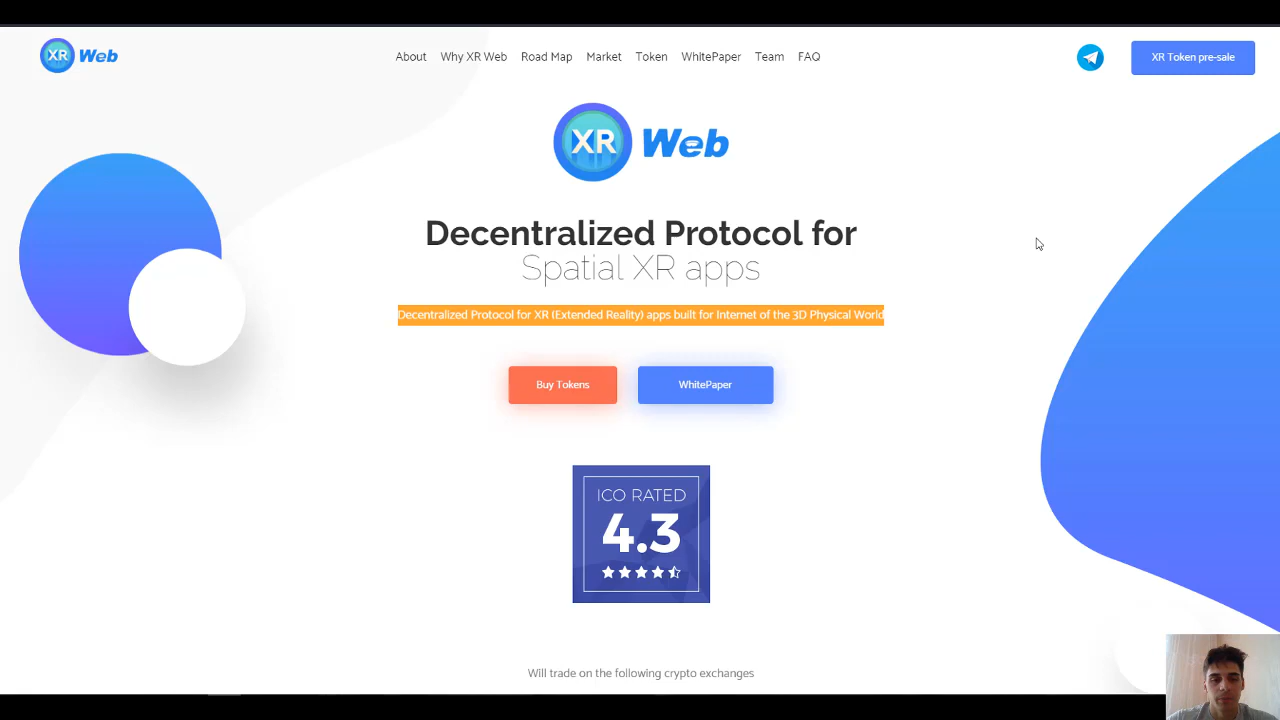 XR Web
About
Why XR Web
Road Map
Market
Token
WhitePaper
Team
FAQ
XR Token pre-sale
XR Web
Decentralized Protocol for
Spatial XR apps
Decentralized Protocol for XR (Extended Reality) apps built for Internet of the 3D Physical World
Buy Tokens
WhitePaper
ICO RATED
4.3
Will trade on the following crypto exchanges